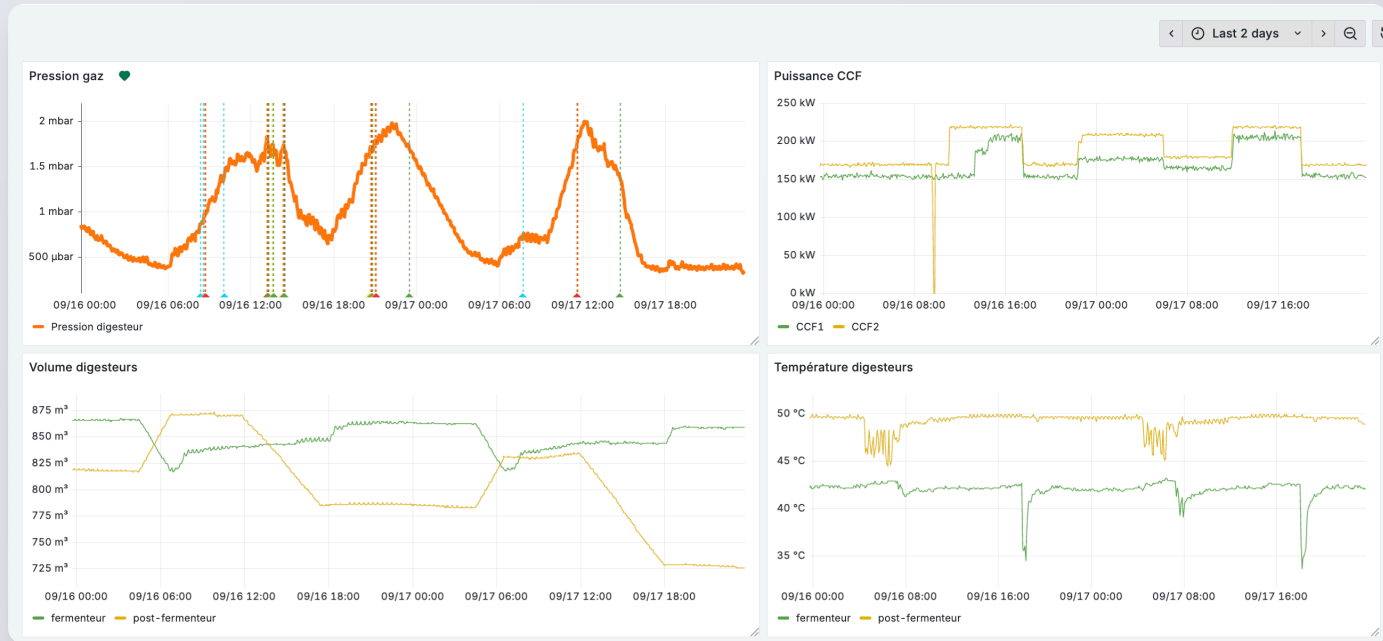 Last 2 days
Pression gaz
2 mbar
1.5 mbar
1 mbar
500 µbar
09/16 00:00 09/16 06:00 09/16 12:00 09/16 18:00 09/17 00:00 09/17 06:00 09/17 12:00 09/17 18:00
Pression digesteur
Puissance CCF
250 kW
200 kW
150 kW
100 kW
50 kW
0 kW
09/16 00:00 09/16 08:00 09/16 16:00 09/17 00:00 09/17 08:00 09/17 16:00
CCF1 CCF2
Volume digesteurs
875 m³
850 m³
825 m³
800 m³
775 m³
750 m³
725 m³
09/16 00:00 09/16 06:00 09/16 12:00 09/16 18:00 09/17 00:00 09/17 06:00 09/17 12:00 09/17 18:00
fermenteur post-fermenteur
Température digesteurs
50 °C
45 °C
40 °C
35 °C
09/16 00:00 09/16 08:00 09/16 16:00 09/17 00:00 09/17 08:00 09/17 16:00
fermenteur post-fermenteur